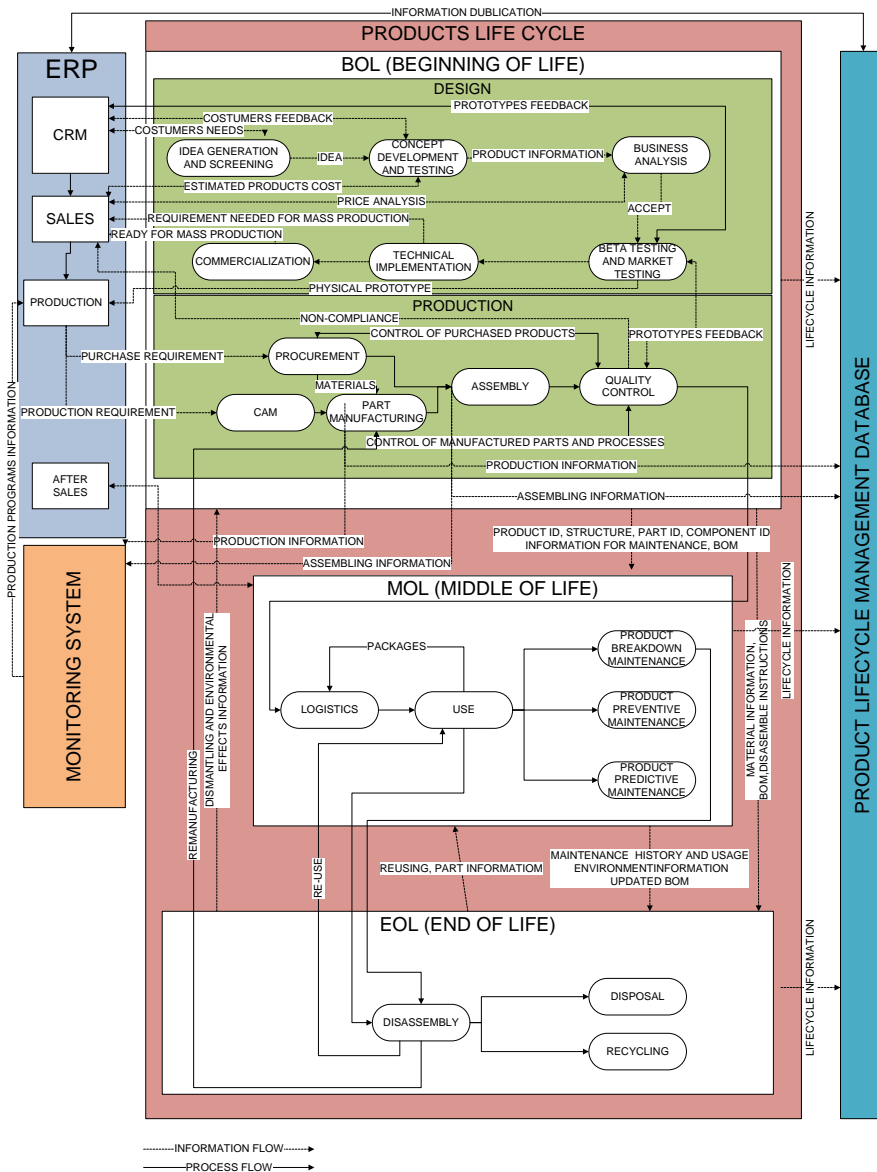 INFORMATION DUBLICATION
PRODUCTS LIFE CYCLE
ERP
BOL (BEGINNING OF LIFE)
DESIGN
CRM
PROTOTYPES FEEDBACK
COSTUMERS FEEDBACK
COSTUMERS NEEDS
IDEA GENERATION
AND SCREENING
IDEA
CONCEPT
DEVELOPMENT
AND TESTING
PRODUCT INFORMATION
BUSINESS
ANALYSIS
ESTIMATED PRODUCTS COST
PRICE ANALYSIS
ACCEPT
SALES
REQUIREMENT NEEDED FOR MASS PRODUCTION
READY FOR MASS PRODUCTION
COMMERCIALIZATION
TECHNICAL
IMPLEMENTATION
BETA TESTING
AND MARKET
TESTING
PHYSICAL PROTOTYPE
PRODUCTION
PRODUCTION
NON-COMPLIANCE
CONTROL OF PURCHASED PRODUCTS
PROTOTYPES FEEDBACK
PURCHASE REQUIREMENT
PROCUREMENT
MATERIALS
ASSEMBLY
QUALITY
CONTROL
PRODUCTION REQUIREMENT
CAM
PART
MANUFACTURING
CONTROL OF MANUFACTURED PARTS AND PROCESSES
PRODUCTION INFORMATION
AFTER
SALES
ASSEMBLING INFORMATION
LIFECYCLE INFORMATION
PRODUCT LIFECYCLE MANAGEMENT DATABASE
PRODUCTION PROGRAMS INFORMATION
PRODUCTION INFORMATION
ASSEMBLING INFORMATION
PRODUCT ID, STRUCTURE, PART ID, COMPONENT ID
INFORMATION FOR MAINTENANCE, BOM
MONITORING SYSTEM
MOL (MIDDLE OF LIFE)
PACKAGES
LOGISTICS
USE
PRODUCT
BREAKDOWN
MAINTENANCE
PRODUCT
PREVENTIVE
MAINTENANCE
PRODUCT
PREDICTIVE
MAINTENANCE
LIFECYCLE INFORMATION
MATERIAL INFORMATION,
BOM,DISASEMBLE INSTRUCTIONS
DISMANTLING AND ENVIRONMENTAL
EFFECTS INFORMATION
REMANUFACTURING
RE-USE
REUSING, PART INFORMATIOM
MAINTENANCE HISTORY AND USAGE
ENVIRONMENTINFORMATION
UPDATED BOM
EOL (END OF LIFE)
DISASSEMBLY
DISPOSAL
RECYCLING
LIFECYCLE INFORMATION
INFORMATION FLOW
PROCESS FLOW